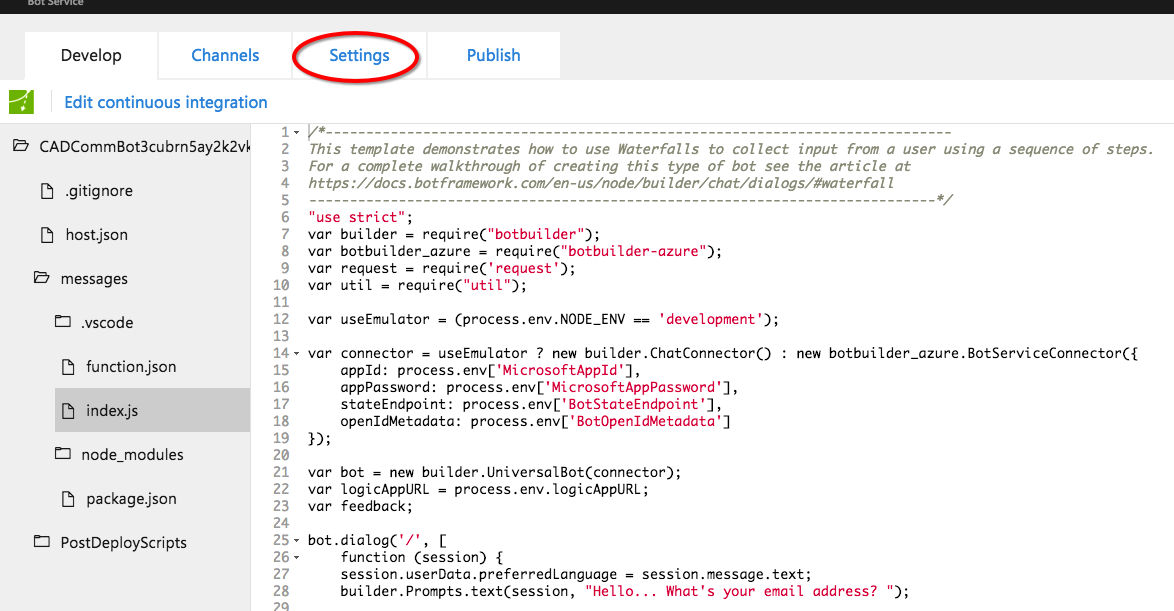 Bot Service
Develop
Channels
Settings
Publish
Edit continuous integration
CADCommBot3cubrn5ay2k2vk
.gitignore
host.json
messages
.vscode
function.json
index.js
node_modules
package.json
PostDeployScripts
1 /*-----------------------------------------------------------------------------
2 This template demonstrates how to use Waterfalls to collect input from a user using a sequence of steps.
3 For a complete walkthrough of creating this type of bot see the article at
4 https://docs.botframework.com/en-us/node/builder/chat/dialogs/#waterfall
5 -----------------------------------------------------------------------------*/
6 "use strict";
7 var builder = require("botbuilder");
8 var botbuilder_azure = require("botbuilder-azure");
9 var request = require('request');
10 var util = require("util");
11
12 var useEmulator = (process.env.NODE_ENV == 'development');
13
14 var connector = useEmulator ? new builder.ChatConnector() : new botbuilder_azure.BotServiceConnector({
15 appId: process.env['MicrosoftAppId'],
16 appPassword: process.env['MicrosoftAppPassword'],
17 stateEndpoint: process.env['BotStateEndpoint'],
18 openIdMetadata: process.env['BotOpenIdMetadata']
19 });
20
21 var bot = new builder.UniversalBot(connector);
22 var logicAppURL = process.env.logicAppURL;
23 var feedback;
24
25 bot.dialog('/', [
26 function (session) {
27 session.userData.preferredLanguage = session.message.text;
28 builder.Prompts.text(session, "Hello... What's your email address? ");
29